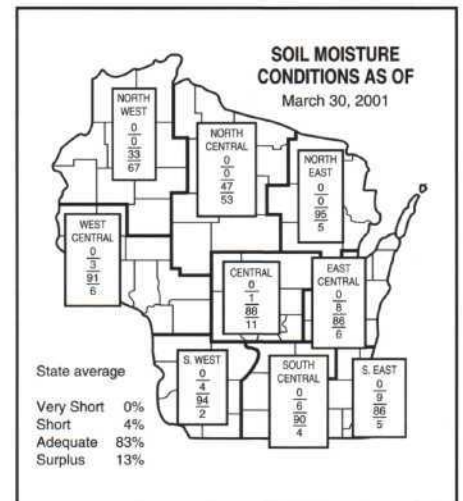 SOIL MOISTURE
CONDITIONS AS OF
March 30, 2001
NORTH
WEST
0
0
33
67
NORTH
CENTRAL
0
0
47
53
NORTH
EAST
0
0
95
5
WEST
CENTRAL
0
3
91
6
CENTRAL
0
1
88
11
EAST
CENTRAL
0
8
86
6
S. WEST
0
4
94
2
SOUTH
CENTRAL
0
6
90
4
S. EAST
0
9
86
5
State average
Very Short 0%
Short 4%
Adequate 83%
Surplus 13%